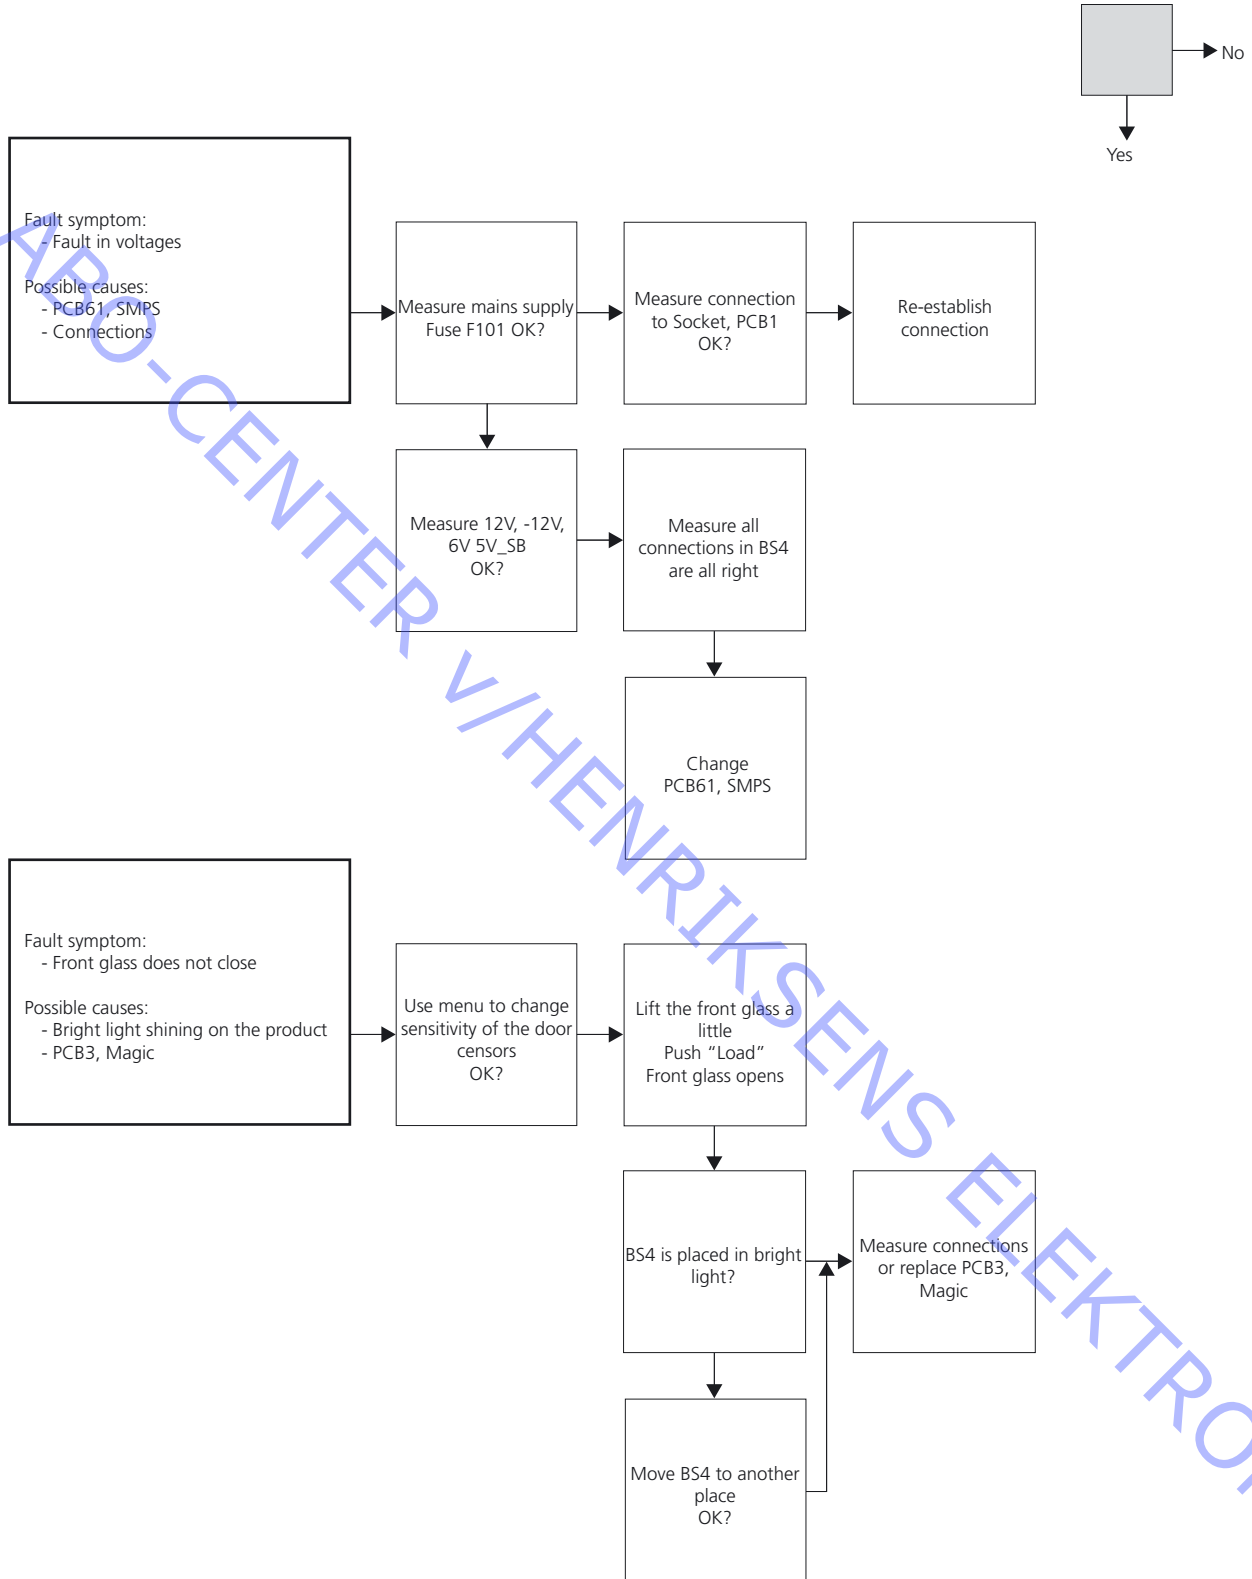 No
Yes
Fault symptom:
- Fault in voltages
Possible causes:
- PCB61, SMPS
- Connections
Measure mains supply
Fuse F101 OK?
Measure connection
to Socket, PCB1
OK?
Re-establish
connection
Measure 12V, -12V,
6V 5V_SB
OK?
Measure all
connections in BS4
are all right
Change
PCB61, SMPS
Fault symptom:
- Front glass does not close
Possible causes:
- Bright light shining on the product
- PCB3, Magic
Use menu to change
sensitivity of the door
censors
OK?
Lift the front glass a
little
Push “Load”
Front glass opens
BS4 is placed in bright
light?
Measure connections
or replace PCB3,
Magic
Move BS4 to another
place
OK?
ABO-CENTER v/HENRIKSENS ELEKTRO